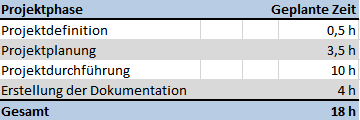 Projektphase Geplante Zeit
Projektdefinition 0,5 h
Projektplanung 3,5 h
Projektdurchführung 10 h
Erstellung der Dokumentation 4 h
Gesamt 18 h